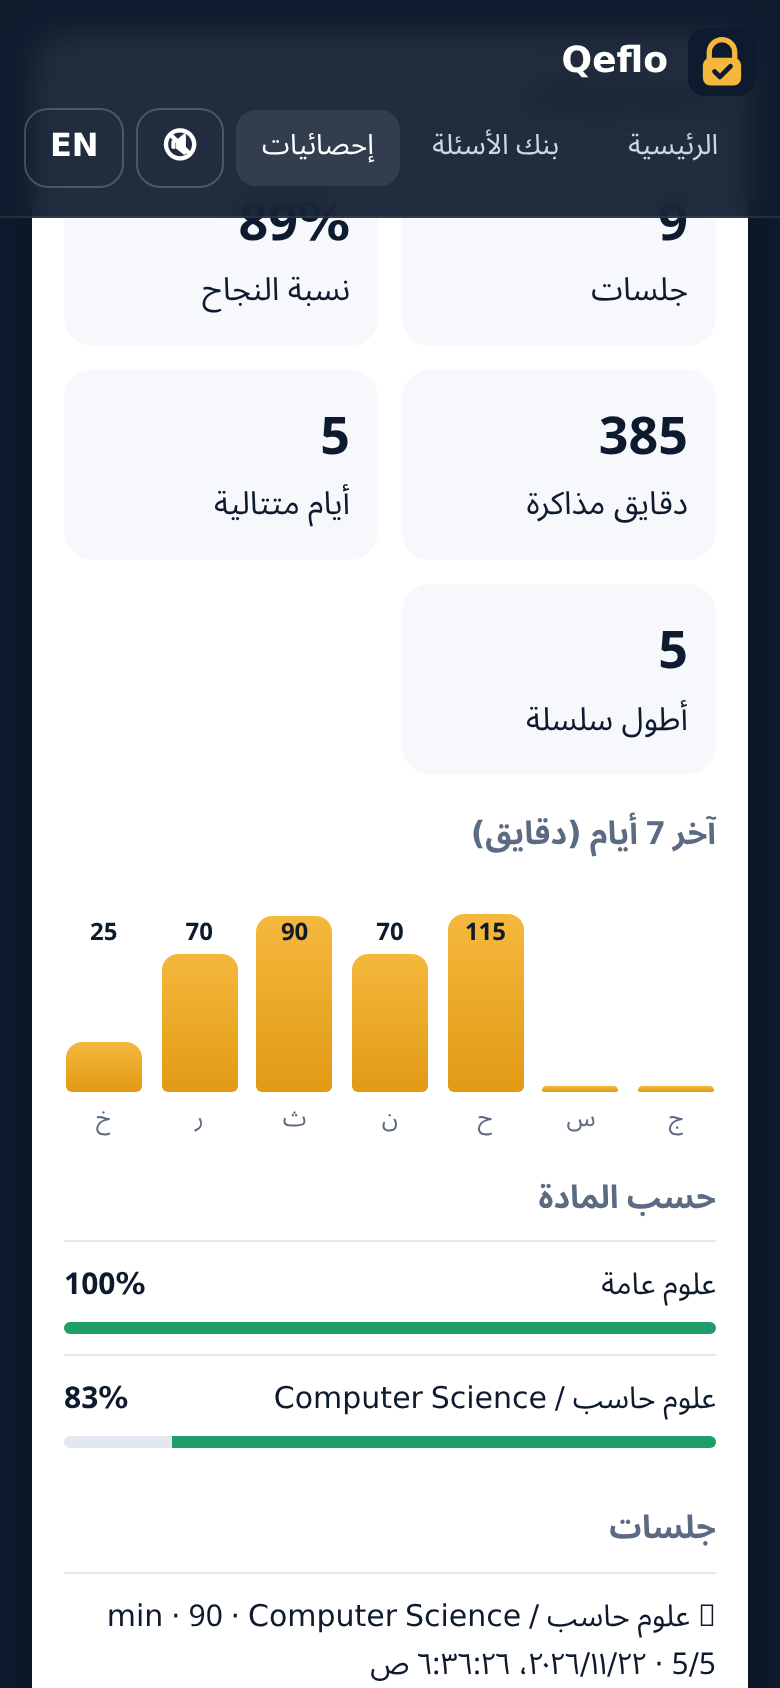 Qeflo
الرئيسية
بنك الأسئلة
إحصائيات
EN
9
جلسات
89%
نسبة النجاح
385
دقايق مذاكرة
5
أيام متتالية
5
أطول سلسلة
آخر 7 أيام (دقايق)
115
70
90
70
25
ج
س
ح
ن
ث
ر
خ
حسب المادة
علوم عامة
100%
علوم حاسب / Computer Science
83%
جلسات
علوم حاسب / Computer Science · 90 · min
5/5 · ٢٠٢٦/١١/٢٢، ٦:٣٦:٢٦ ص